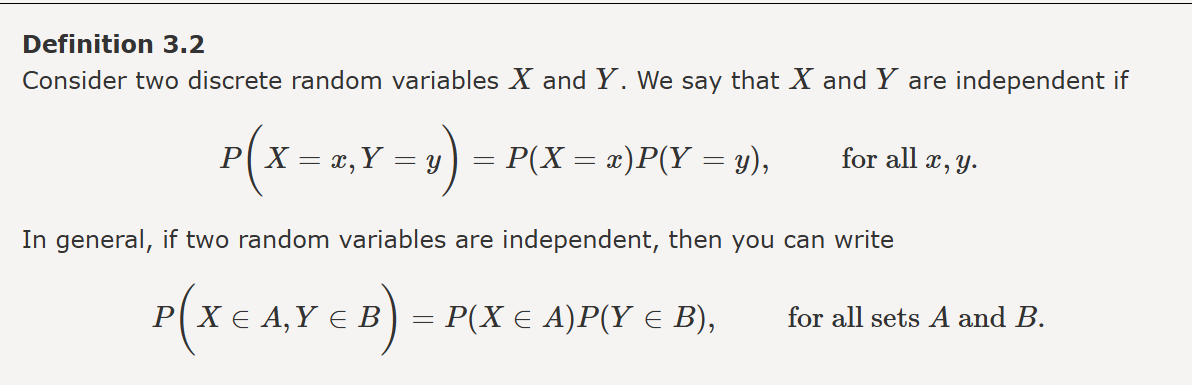 Definition 3.2
Consider two discrete random variables X and Y. We say that X and Y are independent if
P(X = x, Y = y) = P(X = x)P(Y = y), for all x, y.
In general, if two random variables are independent, then you can write
P(X ∈ A, Y ∈ B) = P(X ∈ A)P(Y ∈ B), for all sets A and B.